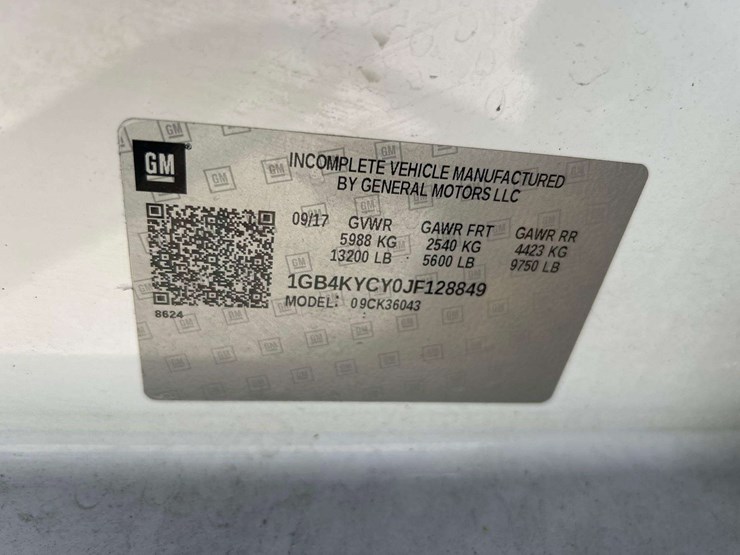 GM
INCOMPLETE VEHICLE MANUFACTURED
BY GENERAL MOTORS LLC
09/17 GVWR GAWR FRT GAWR RR
5988 KG 2540 KG 4423 KG
13200 LB 5600 LB 9750 LB
1GB4KYCY0JF128849
MODEL: 09CK36043
8624